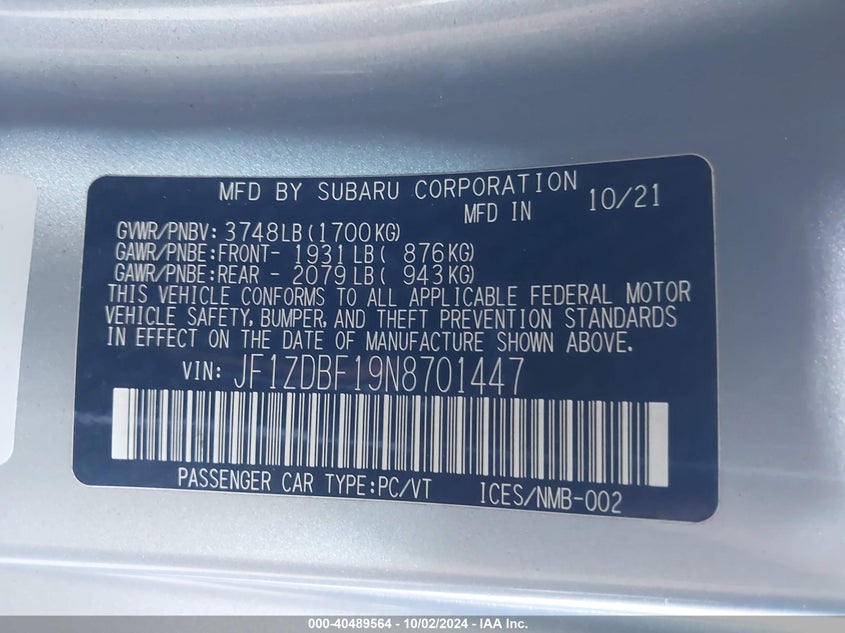 MFD BY SUBARU CORPORATION
MFD IN 10/21
GVWR/PNBV: 3748LB(1700KG)
GAWR/PNBE:FRONT- 1931LB( 876KG)
GAWR/PNBE:REAR - 2079LB( 943KG)
THIS VEHICLE CONFORMS TO ALL APPLICABLE FEDERAL MOTOR
VEHICLE SAFETY, BUMPER, AND THEFT PREVENTION STANDARDS
IN EFFECT ON THE DATE OF MANUFACTURE SHOWN ABOVE.
VIN: JF1ZDBF19N8701447
PASSENGER CAR TYPE:PC/VT ICES/NMB-002
000-40489564 - 10/02/2024 - IAA Inc.